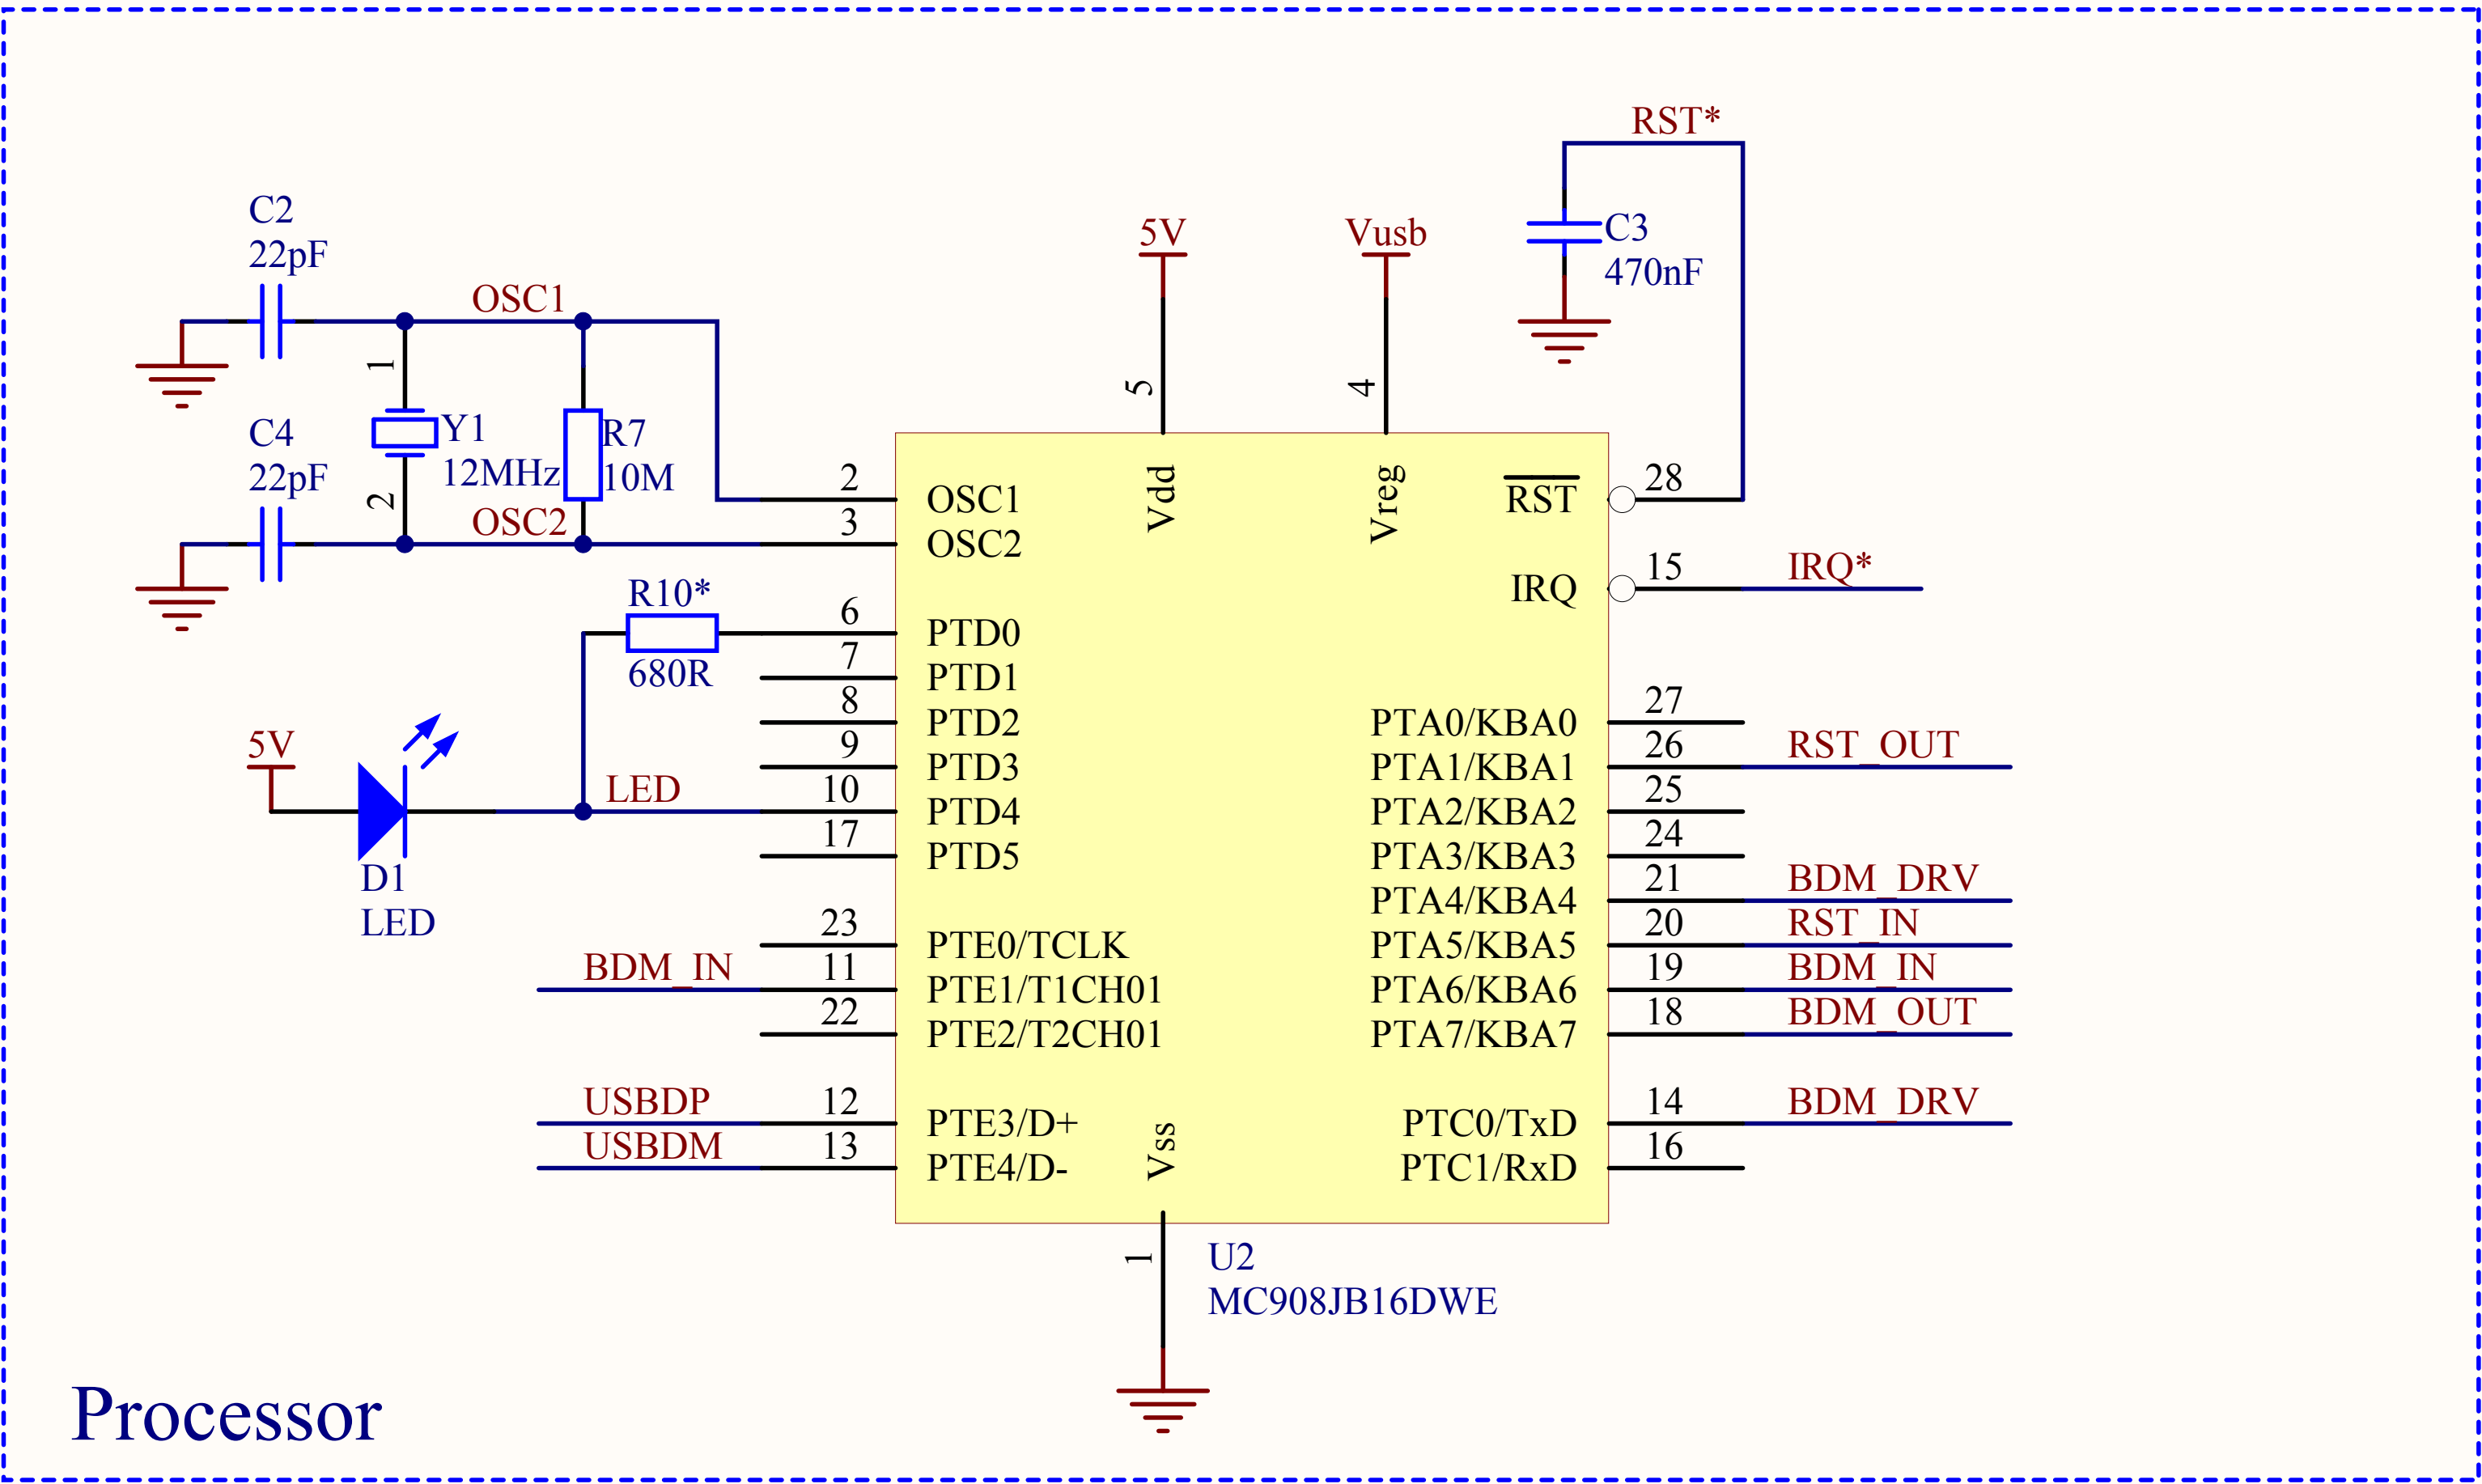 RST*
C2
22pF
5V
Vusb
C3
470nF
OSC1
1
5
4
C4
22pF
Y1
12MHz
R7
10M
2
OSC2
2
OSC1
3
OSC2
Vdd
Vreg
RST
28
IRQ
15
IRQ*
R10*
680R
6
PTD0
7
PTD1
8
PTD2
9
PTD3
10
PTD4
17
PTD5
5V
LED
D1
LED
PTA0/KBA0
27
PTA1/KBA1
26
RST_OUT
PTA2/KBA2
25
PTA3/KBA3
24
PTA4/KBA4
21
BDM_DRV
PTA5/KBA5
20
RST_IN
PTA6/KBA6
19
BDM_IN
PTA7/KBA7
18
BDM_OUT
23
PTE0/TCLK
BDM_IN
11
PTE1/T1CH01
22
PTE2/T2CH01
USBDP
12
PTE3/D+
USBDM
13
PTE4/D-
Vss
PTC0/TxD
14
BDM_DRV
PTC1/RxD
16
1
U2
MC908JB16DWE
Processor